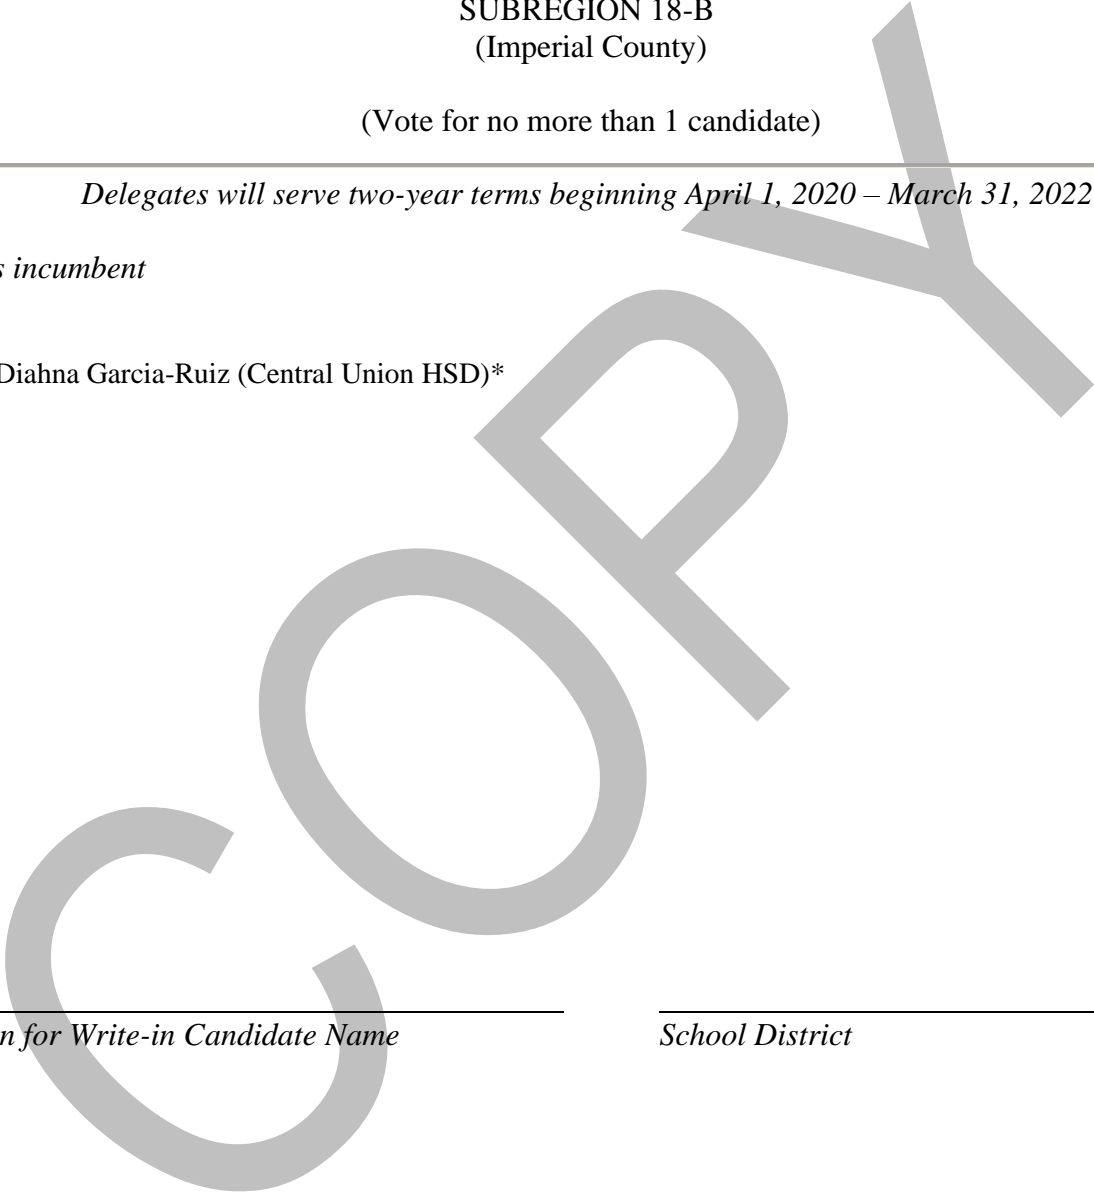 SUBREGION 18-B
(Imperial County)
(Vote for no more than 1 candidate)
Delegates will serve two-year terms beginning April 1, 2020 – March 31, 2022
incumbent
Diahna Garcia-Ruiz (Central Union HSD)*
for Write-in Candidate Name
School District
COPY